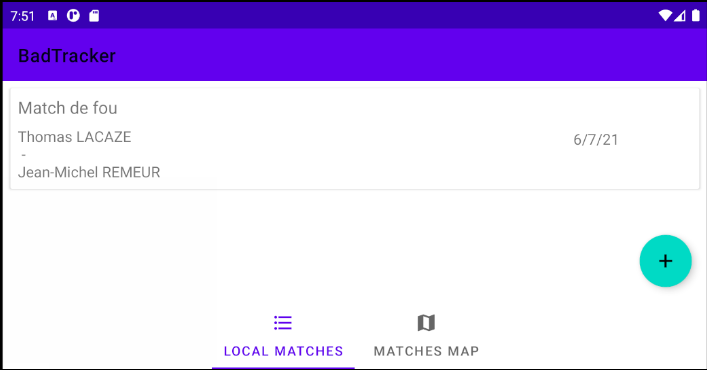 7:51
BadTracker
Match de fou
Thomas LACAZE
6/7/21
-
Jean-Michel REMEUR
+
LOCAL MATCHES
MATCHES MAP